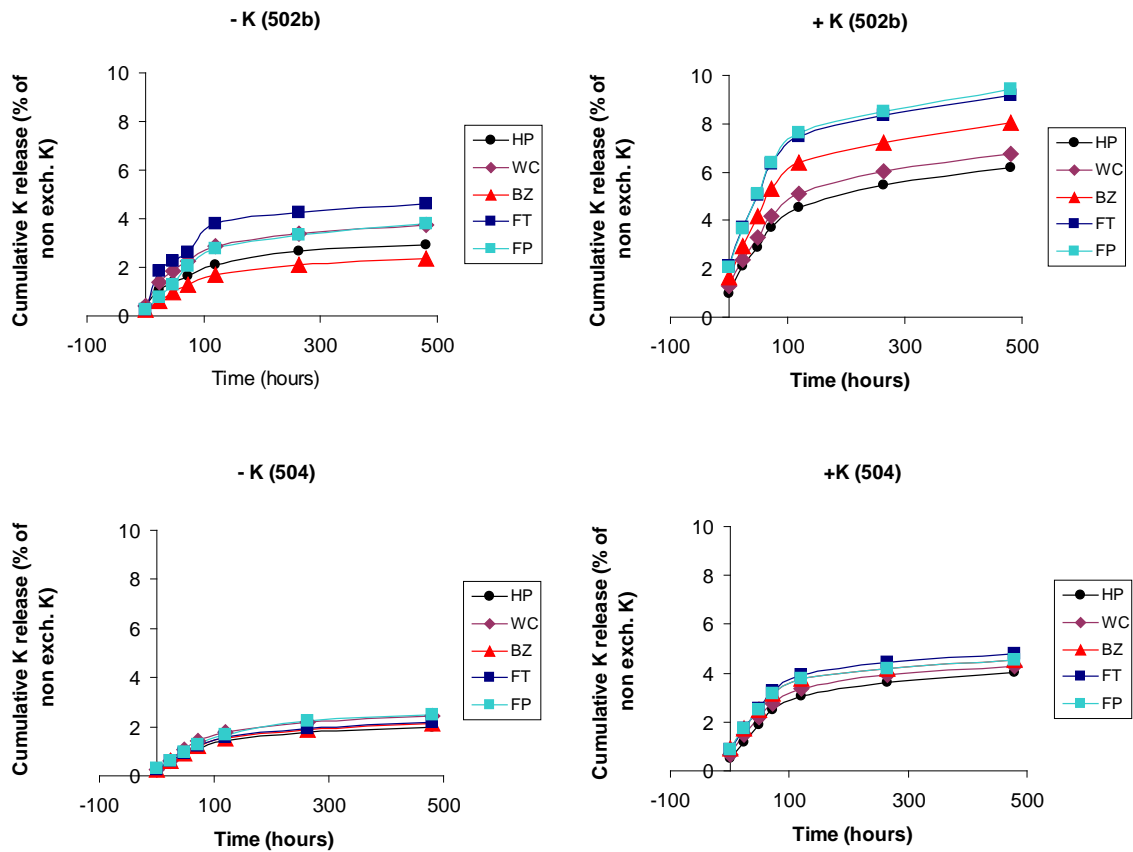 - K (502b)
Cumulative K release (% of
non exch. K)
10
8
6
4
2
0
-100
100
300
500
Time (hours)
HP
WC
BZ
FT
FP
+ K (502b)
Cumulative K release (% of
non exch. K)
10
8
6
4
2
0
-100
100
300
500
Time (hours)
HP
WC
BZ
FT
FP
- K (504)
Cumulative K release (% of
non exch. K)
10
8
6
4
2
0
-100
100
300
500
Time (hours)
HP
WC
BZ
FT
FP
+K (504)
Cumulative K release (% of
non exch. K)
10
8
6
4
2
0
-100
100
300
500
Time (hours)
HP
WC
BZ
FT
FP